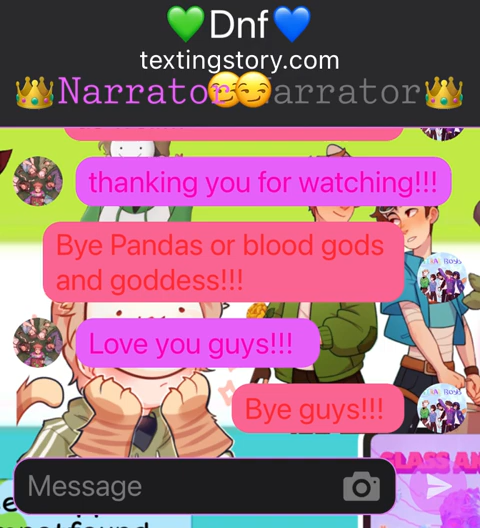 💚Dnf💙
textingstory.com
👑Narrator😏😏arrator👑
thanking you for watching!!!
Bye Pandas or blood gods
and goddess!!!
Love you guys!!!
Bye guys!!!
Message
CLASS AN